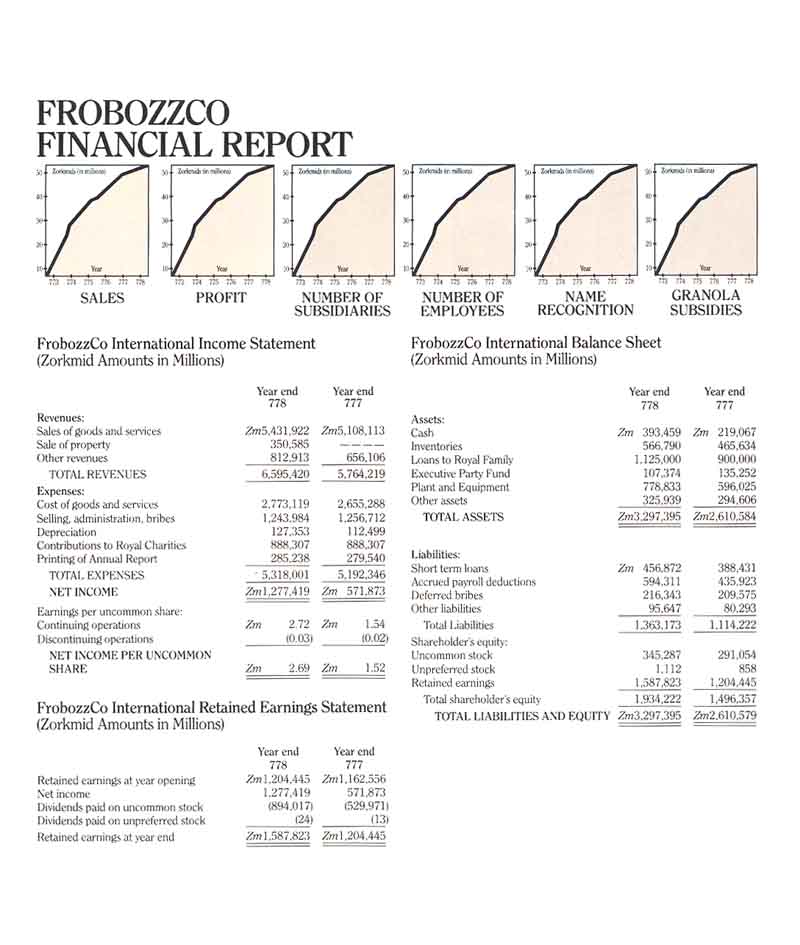 FROBOZZCO
FINANCIAL REPORT
50 Zorkmids (in millions)
40
30
20
10 Year
773 774 775 776 777 778
SALES
50 Zorkmids (in millions)
40
30
20
10 Year
773 774 775 776 777 778
PROFIT
50 Zorkmids (in millions)
40
30
20
10 Year
773 774 775 776 777 778
NUMBER OF
SUBSIDIARIES
50 Zorkmids (in millions)
40
30
20
10 Year
773 774 775 776 777 778
NUMBER OF
EMPLOYEES
50 Zorkmids (in millions)
40
30
20
10 Year
773 774 775 776 777 778
NAME
RECOGNITION
50 Zorkmids (in millions)
40
30
20
10 Year
773 774 775 776 777 778
GRANOLA
SUBSIDIES
FrobozzCo International Income Statement
(Zorkmid Amounts in Millions)
Year end Year end
778 777
Revenues:
Sales of goods and services Zm5,431,922 Zm5,108,113
Sale of property 350,585 ————
Other revenues 812,913 656,106
TOTAL REVENUES 6,595,420 5,764,219
Expenses:
Cost of goods and services 2,773,119 2,655,288
Selling, administration, bribes 1,243,984 1,256,712
Depreciation 127,353 112,499
Contributions to Royal Charities 888,307 888,307
Printing of Annual Report 285,238 279,540
TOTAL EXPENSES 5,318,001 5,192,346
NET INCOME Zm1,277,419 Zm 571,873
Earnings per uncommon share:
Continuing operations Zm 2.72 Zm 1.54
Discontinuing operations (0.03) (0.02)
NET INCOME PER UNCOMMON
SHARE Zm 2.69 Zm 1.52
FrobozzCo International Retained Earnings Statement
(Zorkmid Amounts in Millions)
Year end Year end
778 777
Retained earnings at year opening Zm1,204,445 Zm1,162,556
Net income 1,277,419 571,873
Dividends paid on uncommon stock (894,017) (529,971)
Dividends paid on unpreferred stock (24) (13)
Retained earnings at year end Zm1,587,823 Zm1,204,445
FrobozzCo International Balance Sheet
(Zorkmid Amounts in Millions)
Year end Year end
778 777
Assets:
Cash Zm 393,459 Zm 219,067
Inventories 566,790 465,634
Loans to Royal Family 1,125,000 900,000
Executive Party Fund 107,374 135,252
Plant and Equipment 778,833 596,025
Other assets 325,939 294,606
TOTAL ASSETS Zm3,297,395 Zm2,610,584
Liabilities:
Short term loans Zm 456,872 388,431
Accrued payroll deductions 594,311 435,923
Deferred bribes 216,343 209,575
Other liabilities 95,647 80,293
Total Liabilities 1,363,173 1,114,222
Shareholder's equity:
Uncommon stock 345,287 291,054
Unpreferred stock 1,112 858
Retained earnings 1,587,823 1,204,445
Total shareholder's equity 1,934,222 1,496,357
TOTAL LIABILITIES AND EQUITY Zm3,297,395 Zm2,610,579